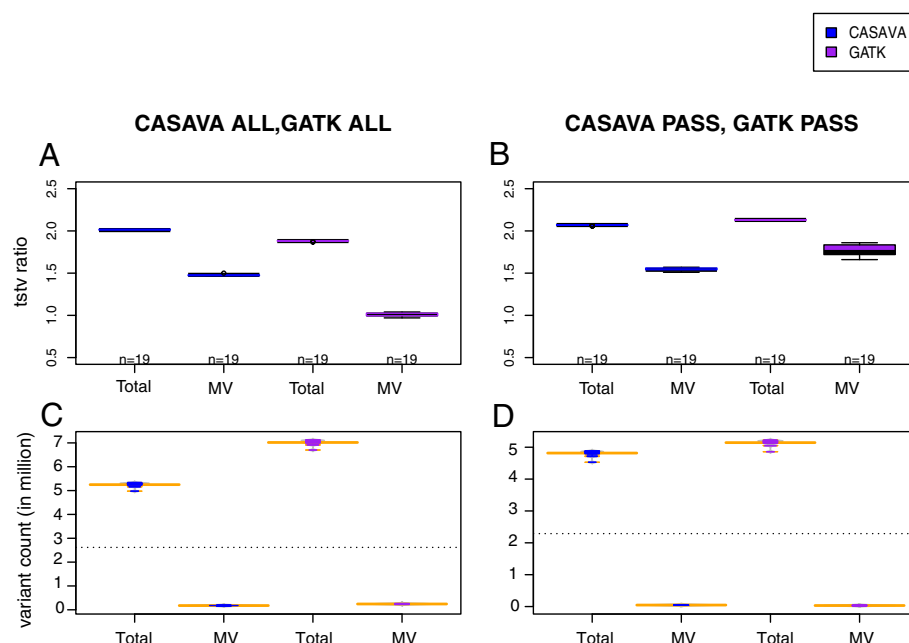 CASAVA
GATK
CASAVA ALL,GATK ALL
CASAVA PASS, GATK PASS
A
B
tstv ratio
2.5
2.0
1.5
1.0
0.5
n=19
n=19
n=19
n=19
Total
MV
Total
MV
2.5
2.0
1.5
1.0
0.5
n=19
n=19
n=19
n=19
Total
MV
Total
MV
C
D
variant count (in million)
7
6
5
4
3
2
1
0
Total
MV
Total
MV
5
4
3
2
1
0
Total
MV
Total
MV